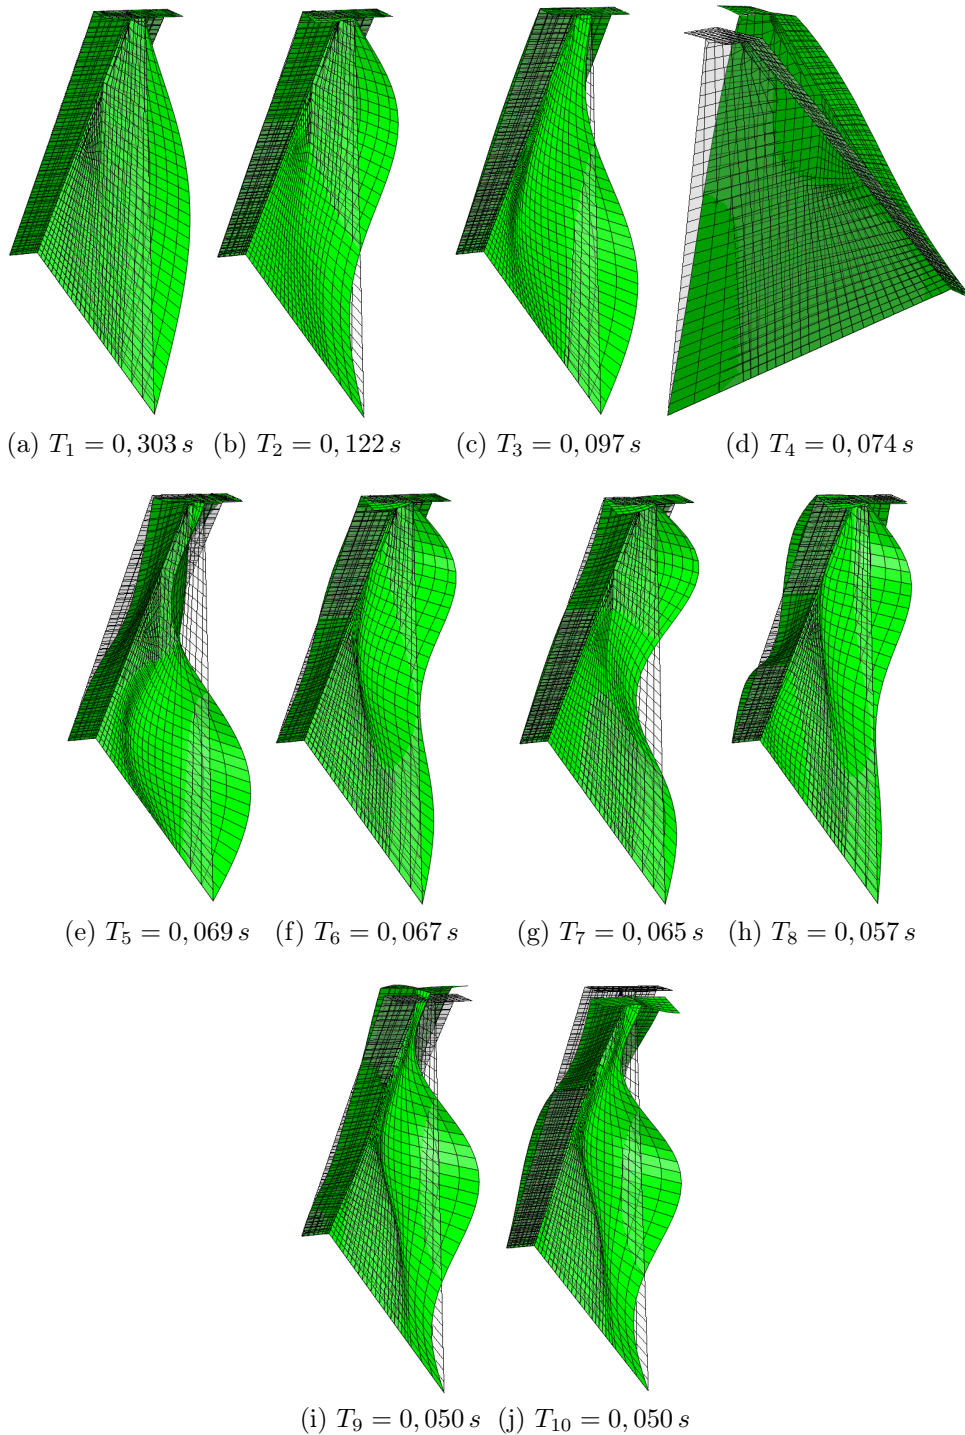 (a) T₁ = 0, 303 s (b) T₂ = 0, 122 s (c) T₃ = 0, 097 s (d) T₄ = 0, 074 s
(e) T₅ = 0, 069 s (f) T₆ = 0, 067 s (g) T₇ = 0, 065 s (h) T₈ = 0, 057 s
(i) T₉ = 0, 050 s (j) T₁₀ = 0, 050 s